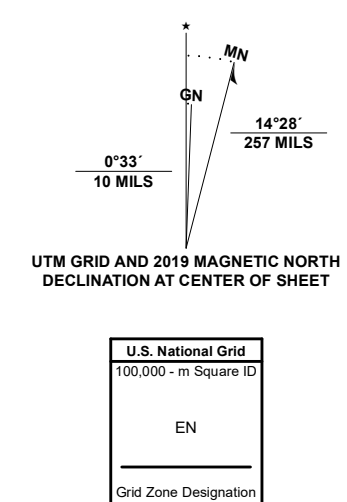 ★
MN
GN
14°28´
257 MILS
0°33´
10 MILS
UTM GRID AND 2019 MAGNETIC NORTH
DECLINATION AT CENTER OF SHEET
U.S. National Grid
100,000 - m Square ID
EN
Grid Zone Designation